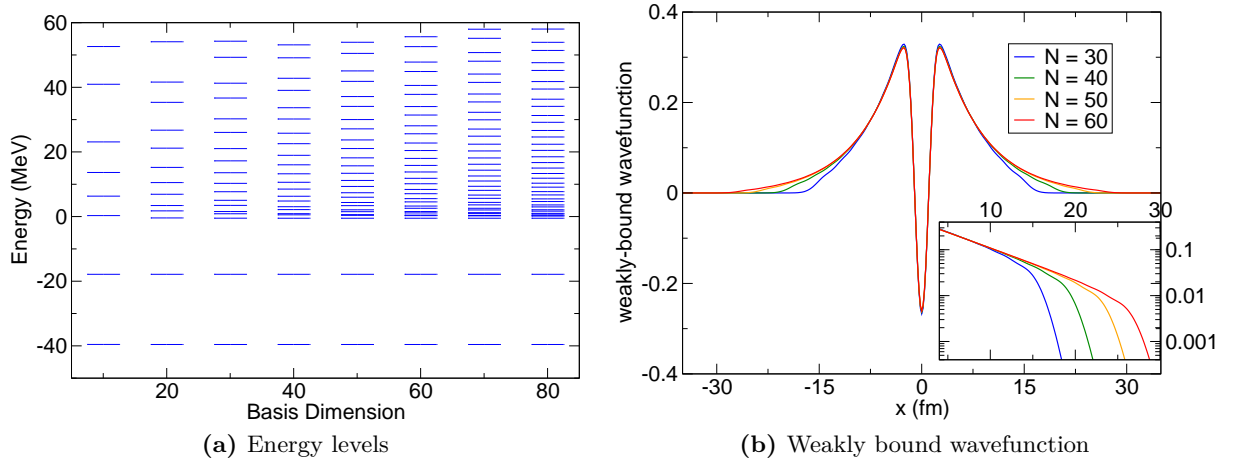 60
40
20
0
-20
-40
Energy (MeV)
20 40 60 80
Basis Dimension
(a) Energy levels
0.4
0.2
0
-0.2
-0.4
weakly-bound wavefunction
N = 30
N = 40
N = 50
N = 60
10 20 30
0.1
0.01
0.001
-30 -15 0 15 30
x (fm)
(b) Weakly bound wavefunction